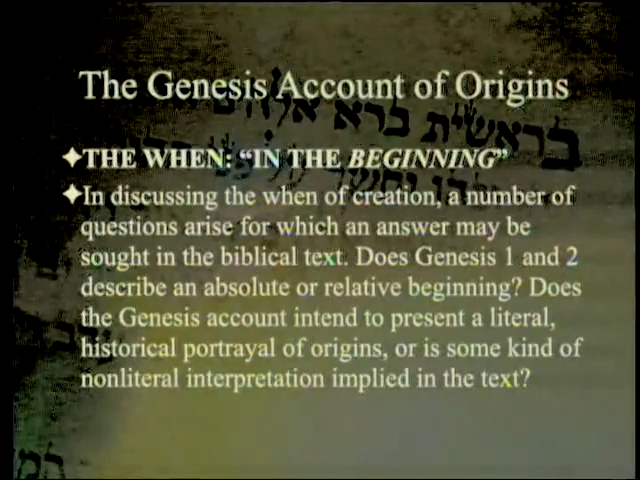 The Genesis Account of Origins
בראשית ברא אלהים
✦THE WHEN: “IN THE BEGINNING”
✦In discussing the when of creation, a number of
questions arise for which an answer may be
sought in the biblical text. Does Genesis 1 and 2
describe an absolute or relative beginning? Does
the Genesis account intend to present a literal,
historical portrayal of origins, or is some kind of
nonliteral interpretation implied in the text?